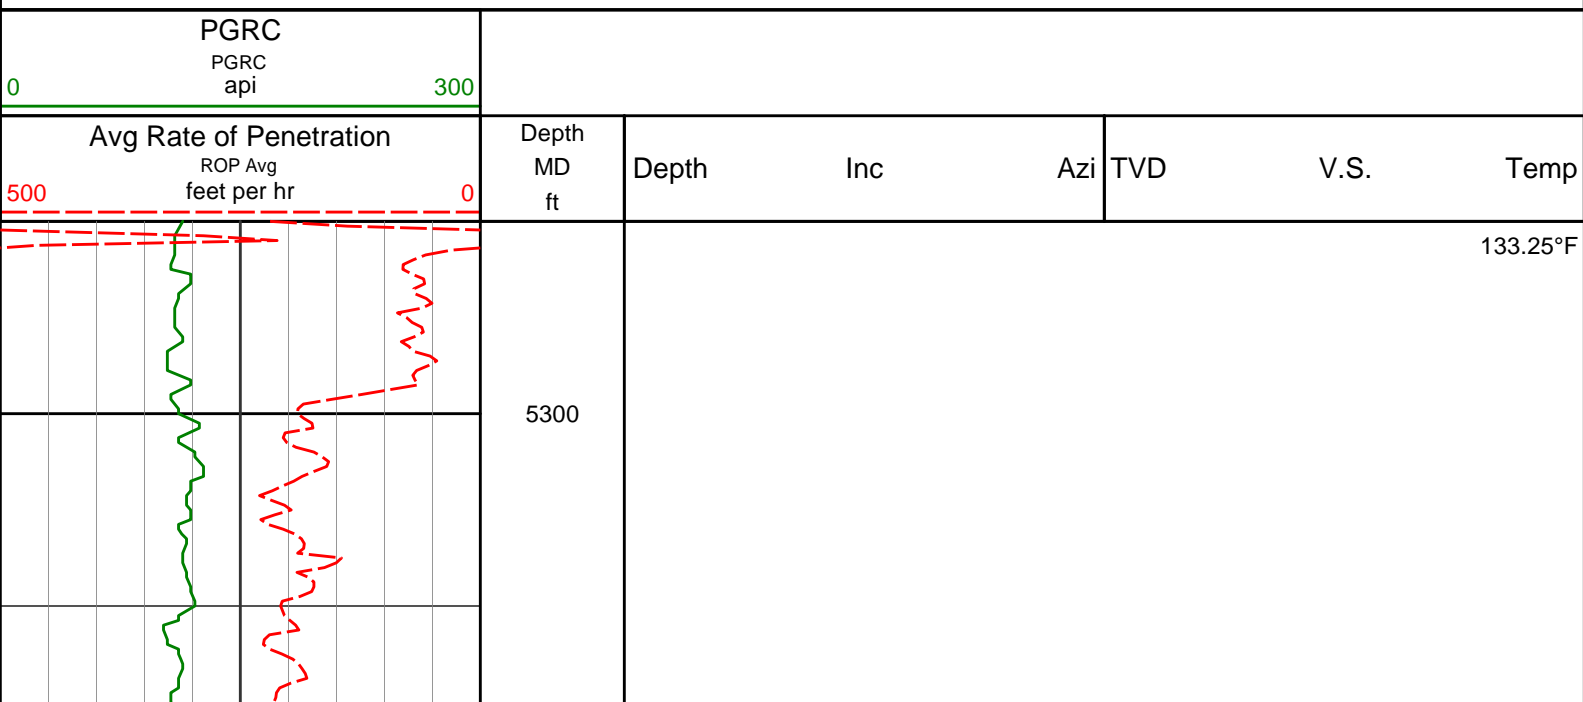 PGRC
PGRC
api
0 300
Avg Rate of Penetration
ROP Avg
feet per hr
500 0
Depth
MD
ft
Depth Inc Azi TVD V.S. Temp
133.25°F
5300